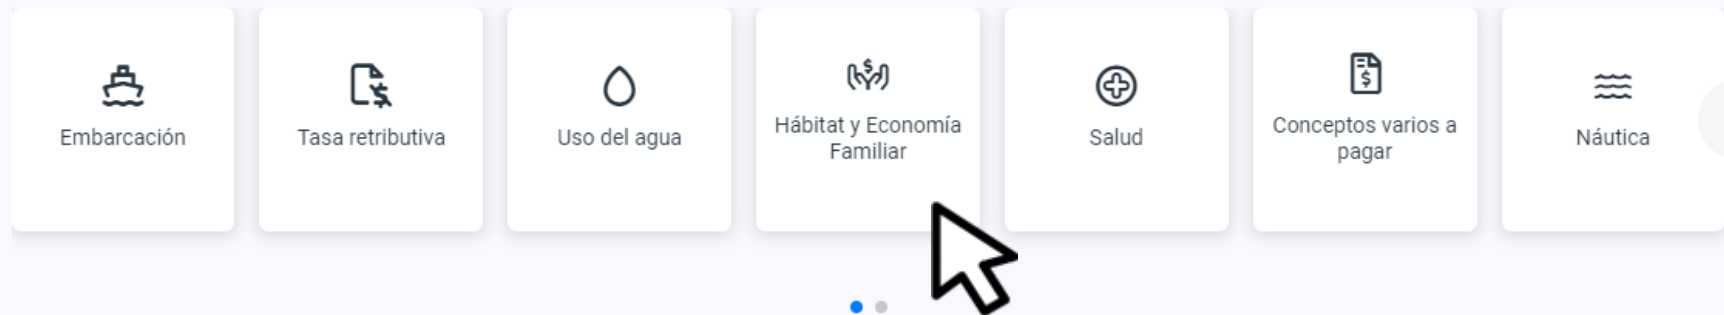 Embarcación
Tasa retributiva
Uso del agua
Hábitat y Economía
Familiar
Salud
Conceptos varios a
pagar
Náutica